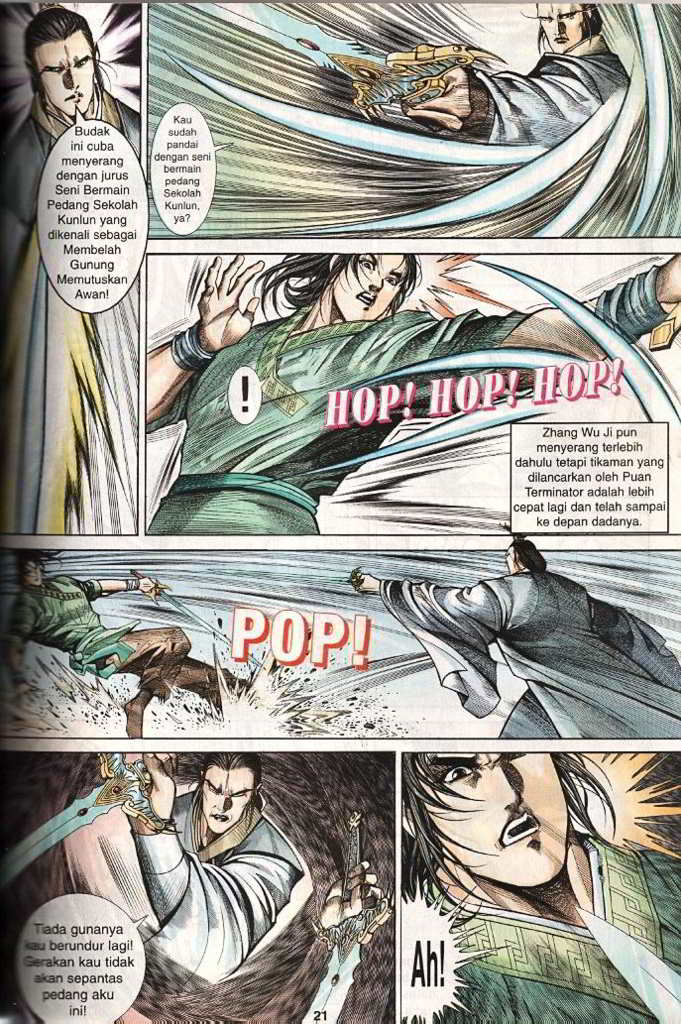 Budak
ini cuba
menyerang
dengan jurus
Seni Bermain
Pedang Sekolah
Kunlun yang
dikenali sebagai
Membelah
Gunung
Memutuskan
Awan!
Kau
sudah
pandai
dengan seni
bermain
pedang
Sekolah
Kunlun,
ya?
!
HOP! HOP! HOP!
Zhang Wu Ji pun
menyerang terlebih
dahulu tetapi tikaman yang
dilancarkan oleh Puan
Terminator adalah lebih
cepat lagi dan telah sampai
ke depan dadanya.
POP!
Tiada gunanya
kau berundur lagi!
Gerakan kau tidak
akan sepantas
pedang aku
ini!
Ah!
21